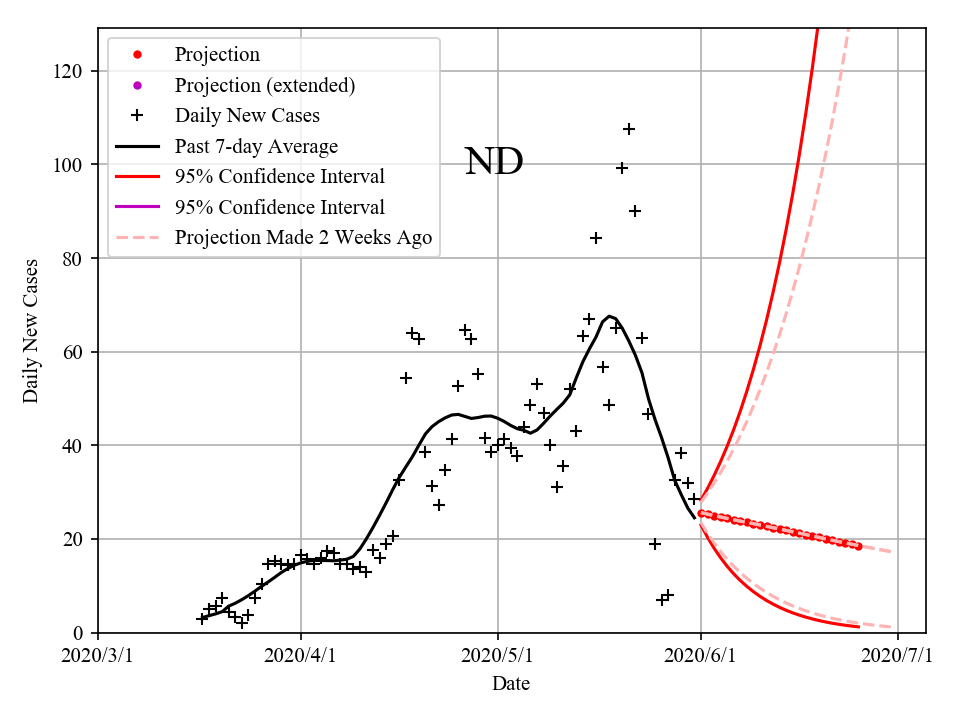 Projection
Projection (extended)
Daily New Cases
Past 7-day Average
95% Confidence Interval
95% Confidence Interval
Projection Made 2 Weeks Ago
ND
120
100
80
60
40
20
0
Daily New Cases
2020/3/1 2020/4/1 2020/5/1 2020/6/1 2020/7/1
Date